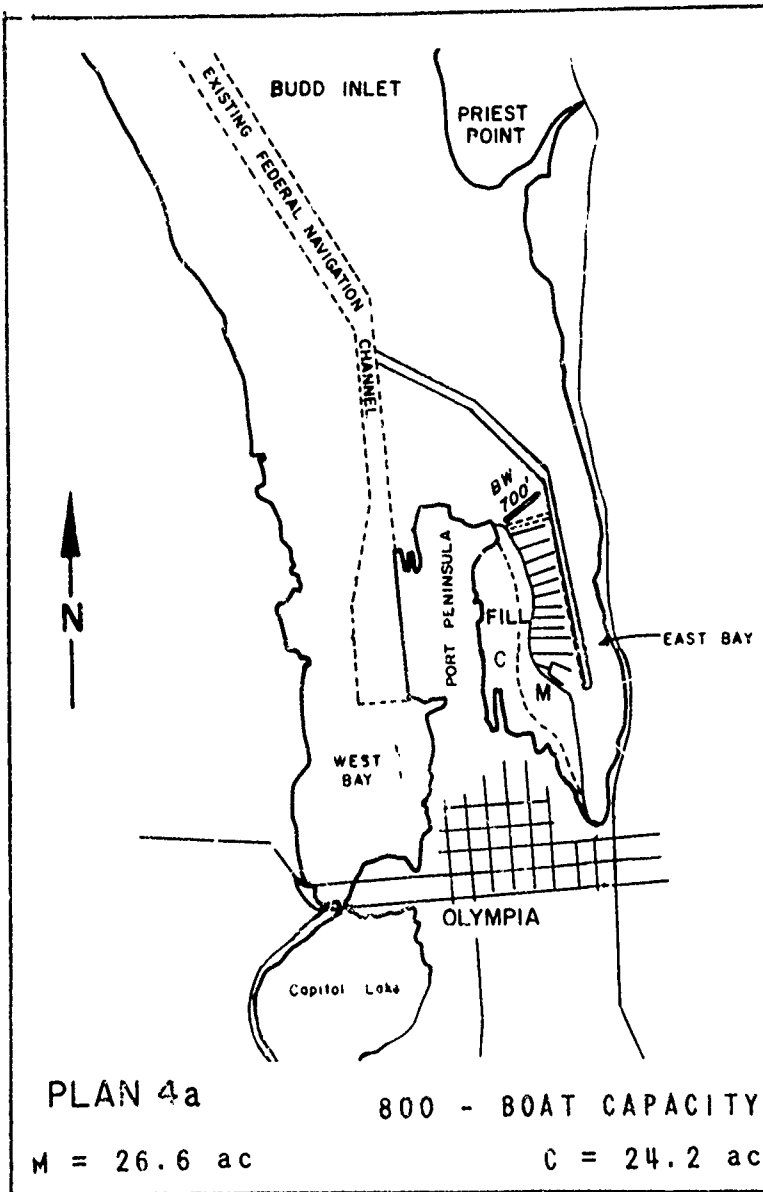 BUDD INLET
PRIEST
POINT
EXISTING FEDERAL NAVIGATION
CHANNEL
BW
700'
N
PORT PENINSULA
FILL
C
M
EAST BAY
WEST
BAY
OLYMPIA
Capitol Lake
PLAN 4a
800 - BOAT CAPACITY
M = 26.6 ac
C = 24.2 ac